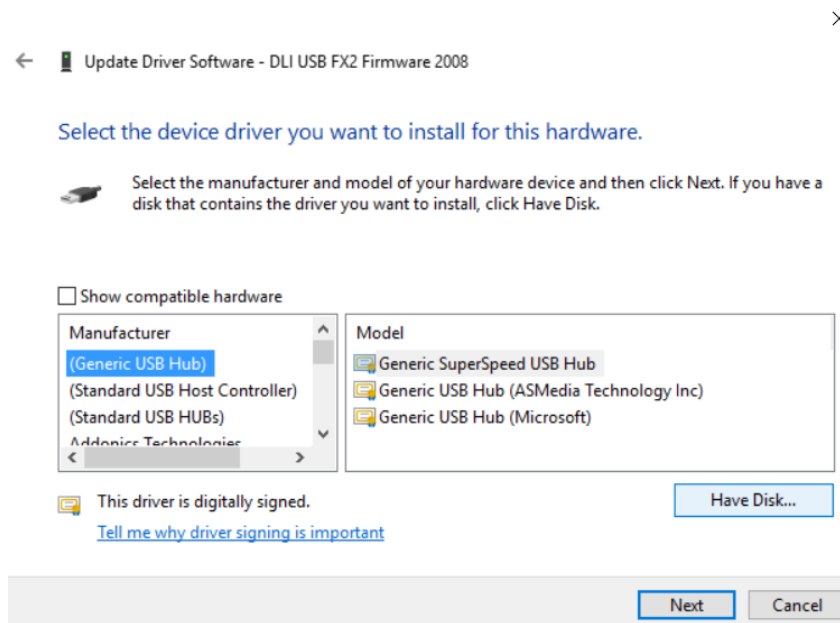 Update Driver Software - DLI USB FX2 Firmware 2008
Select the device driver you want to install for this hardware.
Select the manufacturer and model of your hardware device and then click Next. If you have a
disk that contains the driver you want to install, click Have Disk.
Show compatible hardware
Manufacturer
(Generic USB Hub)
(Standard USB Host Controller)
(Standard USB HUBs)
Addonics Technologies
Model
Generic SuperSpeed USB Hub
Generic USB Hub (ASMedia Technology Inc)
Generic USB Hub (Microsoft)
This driver is digitally signed.
Tell me why driver signing is important
Have Disk...
Next
Cancel